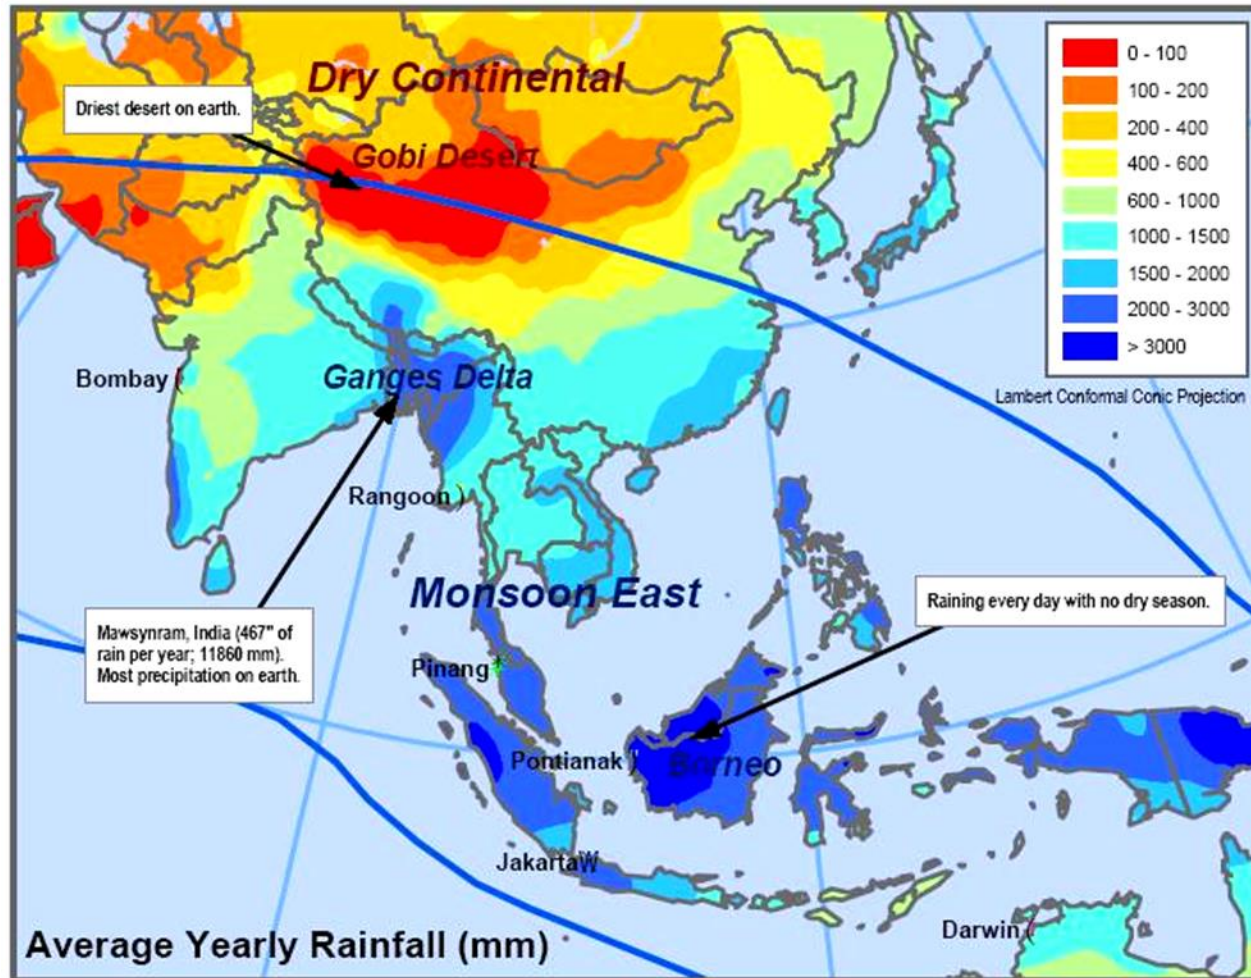 Dry Continental
Driest desert on earth.
Gobi Desert
0 - 100
100 - 200
200 - 400
400 - 600
600 - 1000
1000 - 1500
1500 - 2000
2000 - 3000
> 3000
Lambert Conformal Conic Projection
Bombay
Ganges Delta
Rangoon
Monsoon East
Raining every day with no dry season.
Mawsynram, India (467" of
rain per year; 11860 mm).
Most precipitation on earth.
Pinang
Pontianak
Borneo
Jakarta
Darwin
Average Yearly Rainfall (mm)